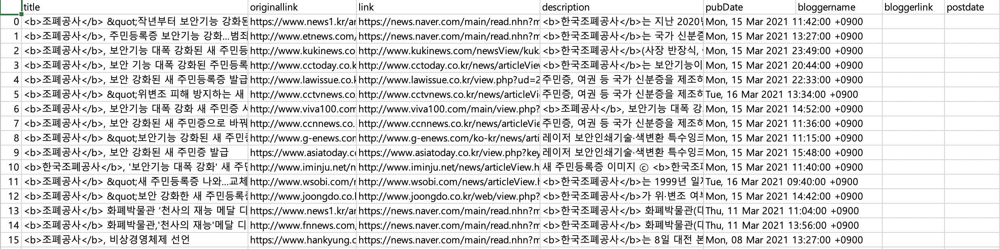 title originallink link description pubDate bloggername bloggerlink postdate
0 <b>조폐공사</b> &quot;작년부터 보안기능 강화된 https://www.news1.kr/ar https://news.naver.com/main/read.nhn?m <b>한국조폐공사</b>는 지난 2020년 Mon, 15 Mar 2021 11:42:00 +0900
1 <b>조폐공사</b>, 주민등록증 보안기능 강화...범죄 http://www.etnews.com/ https://news.naver.com/main/read.nhn?m <b>한국조폐공사</b>는 국가 신분증 Mon, 15 Mar 2021 13:27:00 +0900
2 <b>조폐공사</b>, 보안기능 대폭 강화된 새 주민등 http://www.kukinews.co http://www.kukinews.com/newsView/kuk <b>한국조폐공사</b>(사장 반장식, Mon, 15 Mar 2021 23:49:00 +0900
3 <b>조폐공사</b>, 보안 기능 대폭 강화된 주민등록 http://www.cctoday.co.k http://www.cctoday.co.kr/news/articleView <b>한국조폐공사</b>는 보안기능이 Mon, 15 Mar 2021 20:44:00 +0900
4 <b>조폐공사</b>, 보안 강화된 새 주민등록증 발급 http://www.lawissue.co.k http://www.lawissue.co.kr/view.php?ud=2 주민증, 여권 등 국가 신분증을 제조하 Mon, 15 Mar 2021 22:33:00 +0900
5 <b>조폐공사</b> &quot;위변조 피해 방지하는 새 http://www.cctvnews.co. http://www.cctvnews.co.kr/news/articleVi 주민증, 여권 등 국가 신분증을 제조하 Tue, 16 Mar 2021 13:34:00 +0900
6 <b>조폐공사</b>, 보안기능 대폭 강화 새 주민증 서 http://www.viva100.com http://www.viva100.com/main/view.php? <b>조폐공사</b>, 보안기능 대폭 강 Mon, 15 Mar 2021 14:52:00 +0900
7 <b>조폐공사</b>, 보안 강화된 새 주민증으로 바꿔 http://www.ccnnews.co. http://www.ccnnews.co.kr/news/articleVie 주민증, 여권 등 국가 신분증을 제조하 Mon, 15 Mar 2021 11:36:00 +0900
8 <b>조폐공사</b> &quot;보안기능 강화된 새 주민증 http://www.g-enews.com http://www.g-enews.com/ko-kr/news/arti 레이저 보안인쇄기술·색변환 특수잉크 Mon, 15 Mar 2021 11:15:00 +0900
9 <b>조폐공사</b>, 보안 강화된 새 주민증 발급 https://www.asiatoday.co https://www.asiatoday.co.kr/view.php?key 레이저 보안인쇄기술·색변환 특수잉크 Mon, 15 Mar 2021 15:48:00 +0900
10 <b>한국조폐공사</b>, '보안기능 대폭 강화' 새 주민 http://www.iminju.net/n http://www.iminju.net/news/articleView.h 새 주민등록증 이미지 ⓒ <b>한국조폐 Mon, 15 Mar 2021 11:40:00 +0900
11 <b>조폐공사</b> &quot;새 주민등록증 나와...교체 http://www.wsobi.com/n http://www.wsobi.com/news/articleView.h <b>한국조폐공사</b>는 1999년 일제 Tue, 16 Mar 2021 09:40:00 +0900
12 <b>조폐공사</b> &quot;보안 강화한 새 주민등록증 http://www.joongdo.co.k http://www.joongdo.co.kr/web/view.php? <b>한국조폐공사</b>가 위·변조 여부 Mon, 15 Mar 2021 14:42:00 +0900
13 <b>조폐공사</b> 화폐박물관 ‘천사의 재능 메달 디 https://www.news1.kr/ar https://news.naver.com/main/read.nhn?m <b>한국조폐공사</b> 화폐박물관(대 Thu, 11 Mar 2021 11:04:00 +0900
14 <b>조폐공사</b> 화폐박물관,'천사의 재능'메달 디 http://www.fnnews.com/ https://news.naver.com/main/read.nhn?m <b>한국조폐공사</b> 화폐박물관(대 Thu, 11 Mar 2021 13:56:00 +0900
15 <b>조폐공사</b>, 비상경영체제 선언 https://www.hankyung.c https://news.naver.com/main/read.nhn?m <b>한국조폐공사</b>는 8일 대전 본 Mon, 08 Mar 2021 13:27:00 +0900